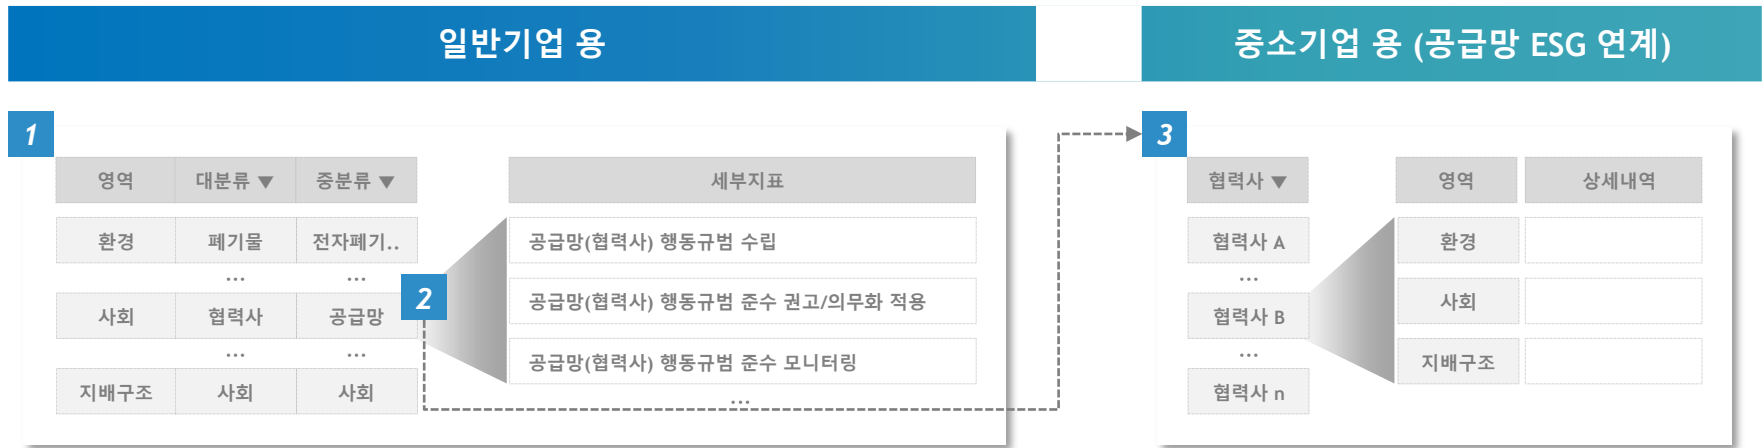 일반기업 용
중소기업 용 (공급망 ESG 연계)
1
영역 대분류 ▼ 중분류 ▼ 세부지표
환경 폐기물 전자폐기..
... ...
사회 협력사 공급망
... ...
지배구조 사회 사회
2
공급망(협력사) 행동규범 수립
공급망(협력사) 행동규범 준수 권고/의무화 적용
공급망(협력사) 행동규범 준수 모니터링
...
3
협력사 ▼ 영역 상세내역
협력사 A
...
협력사 B
...
협력사 n
환경
사회
지배구조